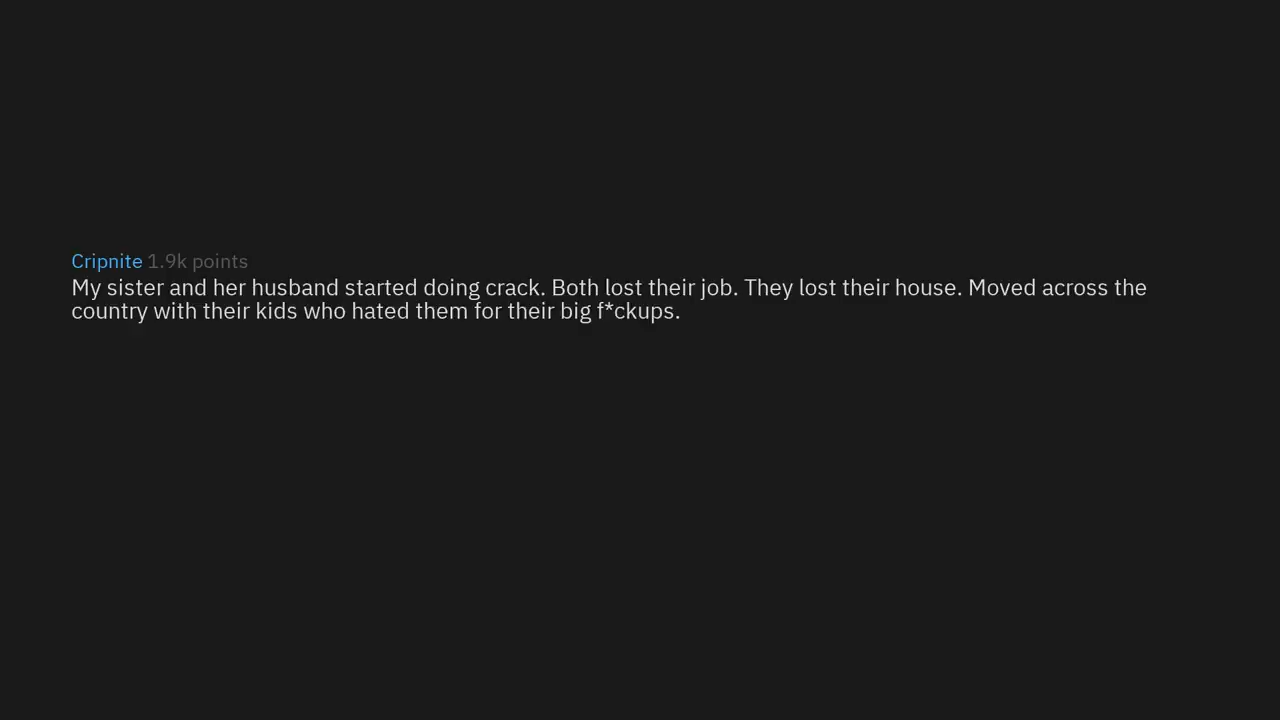 Cripnite 1.9k points
My sister and her husband started doing crack. Both lost their job. They lost their house. Moved across the
country with their kids who hated them for their big f*ckups.